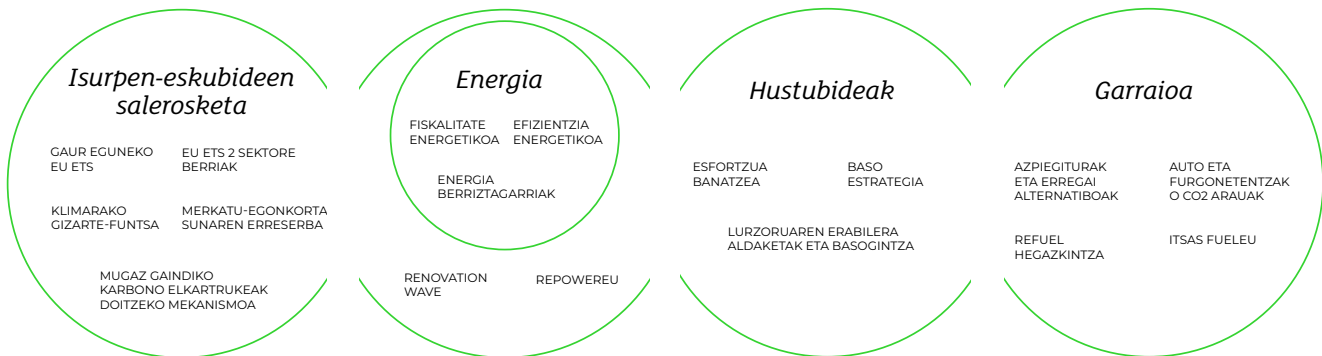 Isurpen-eskubideen
salerosketa
GAUR EGUNEKO
EU ETS
EU ETS 2 SEKTORE
BERRIAK
KLIMARAKO
GIZARTE-FUNTSA
MERKATU-EGONKORTA
SUNAREN ERRESERBA
MUGAZ GAINDIKO
KARBONO ELKARTRUKEAK
DOITZEKO MEKANISMOA
Energia
FISKALITATE
ENERGETIKOA
EFIZIENTZIA
ENERGETIKOA
ENERGIA
BERRIZTAGARRIAK
RENOVATION
WAVE
REPOWEREU
Hustubideak
ESFORTZUA
BANATZEA
BASO
ESTRATEGIA
LURZORUAREN ERABILERA
ALDAKETAK ETA BASOGINTZA
Garraioa
AZPIEGITURAK
ETA ERREGAI
ALTERNATIBOAK
AUTO ETA
FURGONETENTZAK
O CO2 ARAUAK
REFUEL
HEGAZKINTZA
ITSAS FUELEU